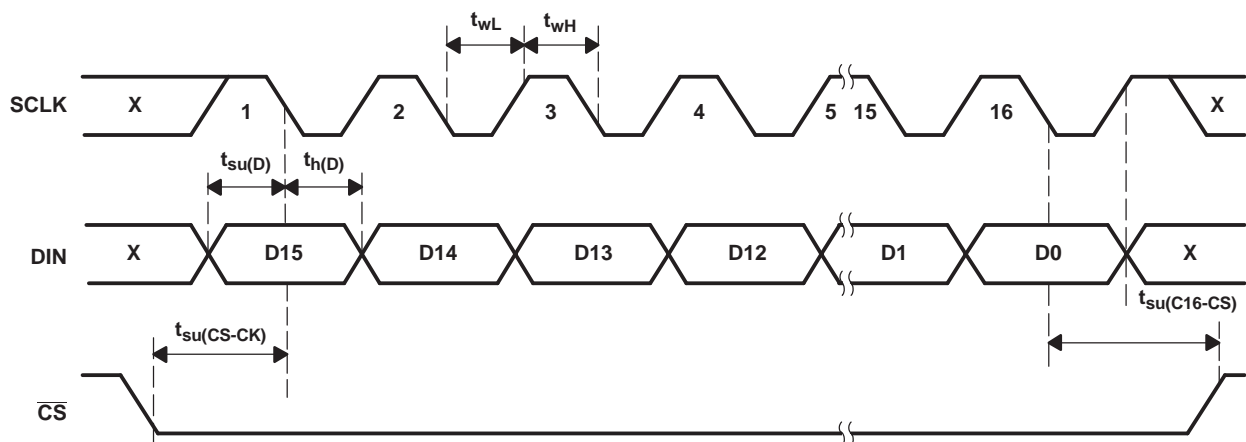 twL twH
SCLK X 1 2 3 4 5 15 16 X
tsu(D) th(D)
DIN X D15 D14 D13 D12 D1 D0 X
tsu(CS-CK) tsu(C16-CS)
CS